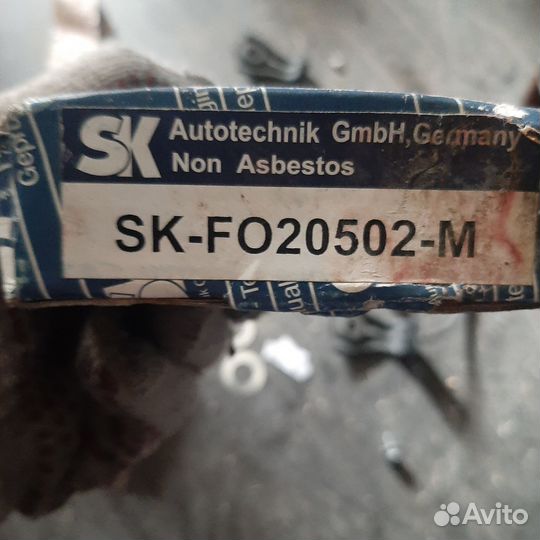 SK Autotechnik GmbH, Germany
Non Asbestos
SK-FO20502-M
Avito